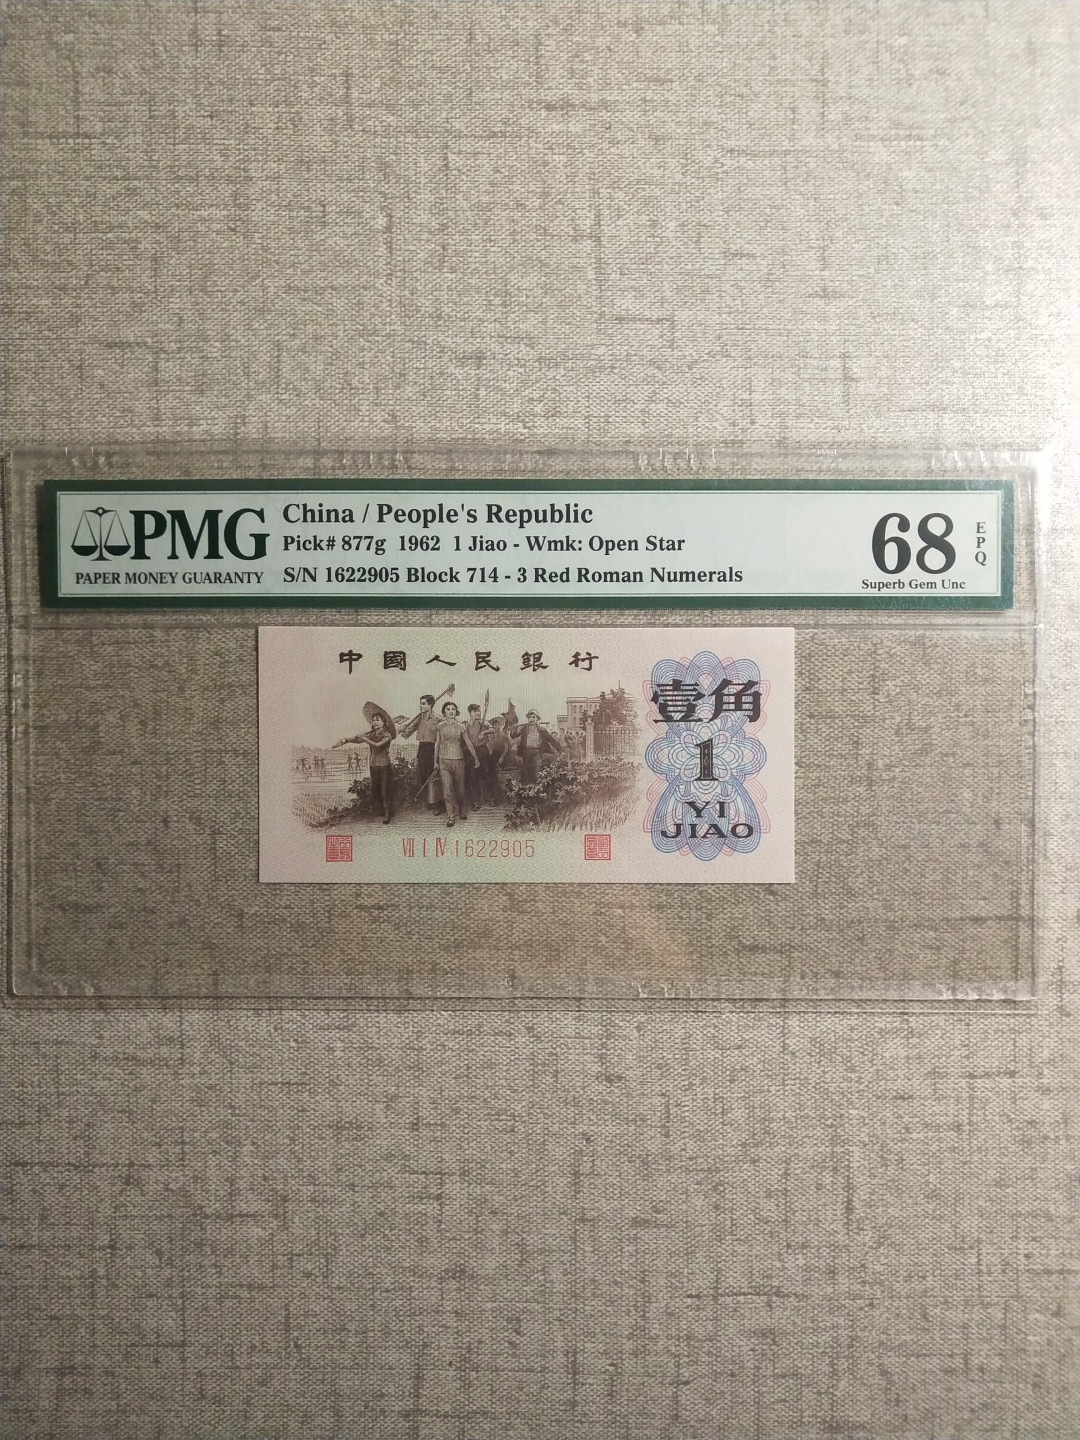 PMG
PAPER MONEY GUARANTY
China / People's Republic
Pick# 877g 1962 1 Jiao - Wmk: Open Star
S/N 1622905 Block 714 - 3 Red Roman Numerals
68
EPQ
Superb Gem Unc
中國人民銀行
壹角
1
YI
JIAO
VII I IV 1622905